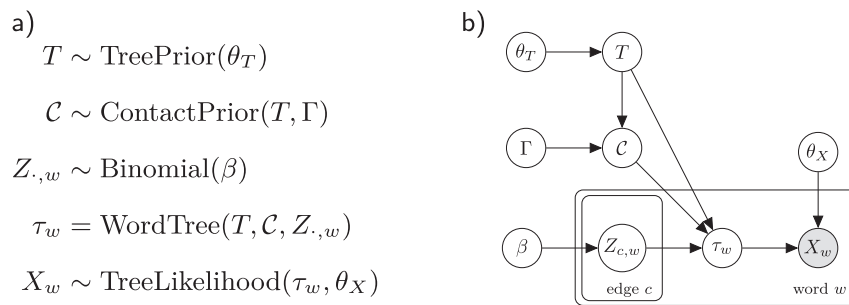 a)
T ∼ TreePrior(θ_T)
𝒞 ∼ ContactPrior(T, Γ)
Z_{·,w} ∼ Binomial(β)
τ_w = WordTree(T, 𝒞, Z_{·,w})
X_w ∼ TreeLikelihood(τ_w, θ_X)
b)
θ_T T
Γ 𝒞 θ_X
β Z_{c,w} τ_w X_w
edge c word w